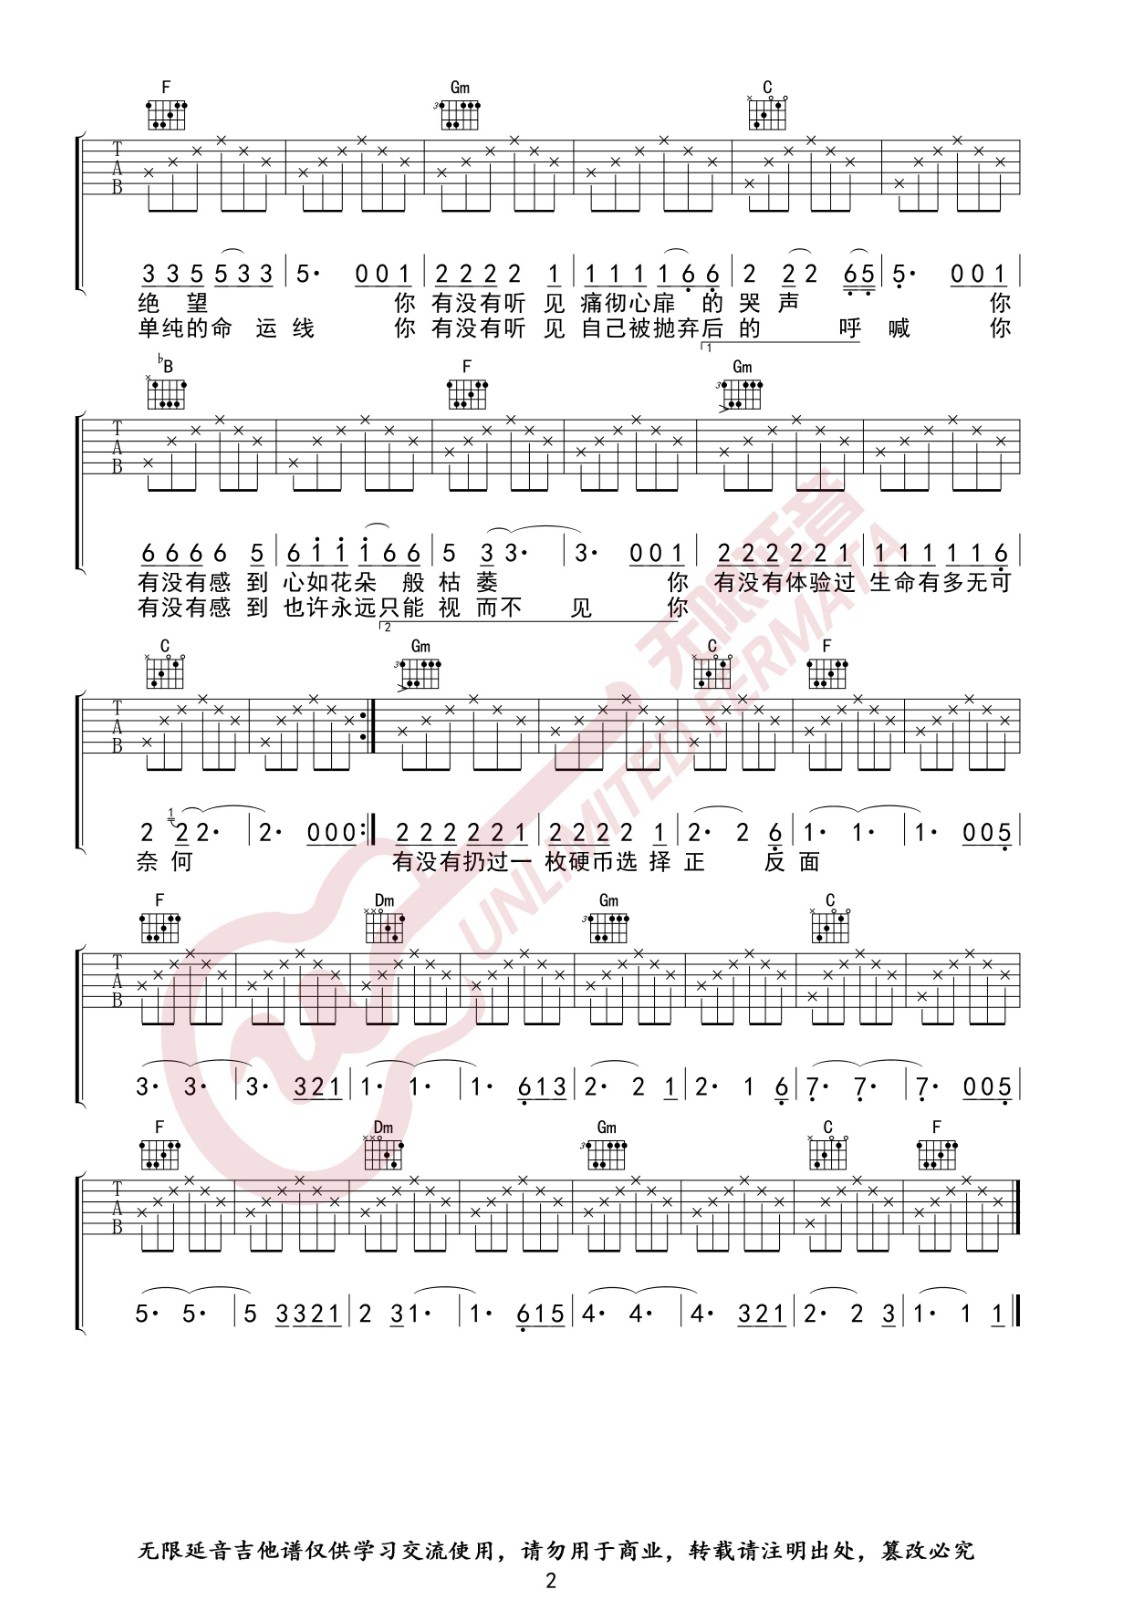 F Gm C
T A B
3 3 5 5 3 3 | 5· 0 0 1 | 2 2 2 2 1 | 1 1 1 1 6 6 | 2 2 2 6 5 | 5· 0 0 1 |
绝 望 你 有没有听 见 痛彻心扉 的 哭 声 你
单纯的命 运 线 你 有没有听 见 自己被抛弃后 的 呼 喊 你
1
♭B F Gm
T A B
6 6 6 6 5 | 6 1 1 1 6 6 | 5 3 3· | 3· 0 0 1 | 2 2 2 2 2 1 | 1 1 1 1 1 6 |
有没有感 到 心如花朵 般 枯 萎 你 有没有体验过 生命有多无可
有没有感 到 也许永远只能 视 而不 见 你
2
C Gm C F
T A B
2 1 2 2· | 2· 0 0 0 :| 2 2 2 2 2 1 | 2 2 2 2 1 | 2· 2 6 | 1· 1· | 1· 0 0 5 |
奈 何 有没有扔过一 枚硬币选 择 正 反 面
F Dm Gm C
T A B
3· 3· | 3· 3 2 1 | 1· 1· | 1· 6 1 3 | 2· 2 1 | 2· 1 6 | 7· 7· | 7· 0 0 5 |
F Dm Gm C F
T A B
5· 5· | 5 3 3 2 1 | 2 3 1· | 1· 6 1 5 | 4· 4· | 4· 3 2 1 | 2· 2 3 | 1· 1 1 |
无限延音
UNLIMITED FERMATA
无限延音吉他谱仅供学习交流使用，请勿用于商业，转载请注明出处，篡改必究
2